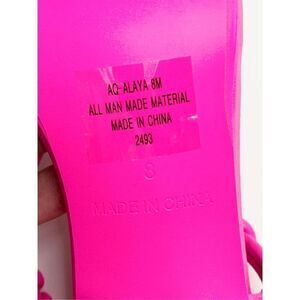 AQ-ALAYA 8M
ALL MAN MADE MATERIAL
MADE IN CHINA
2493
8
MADE IN CHINA